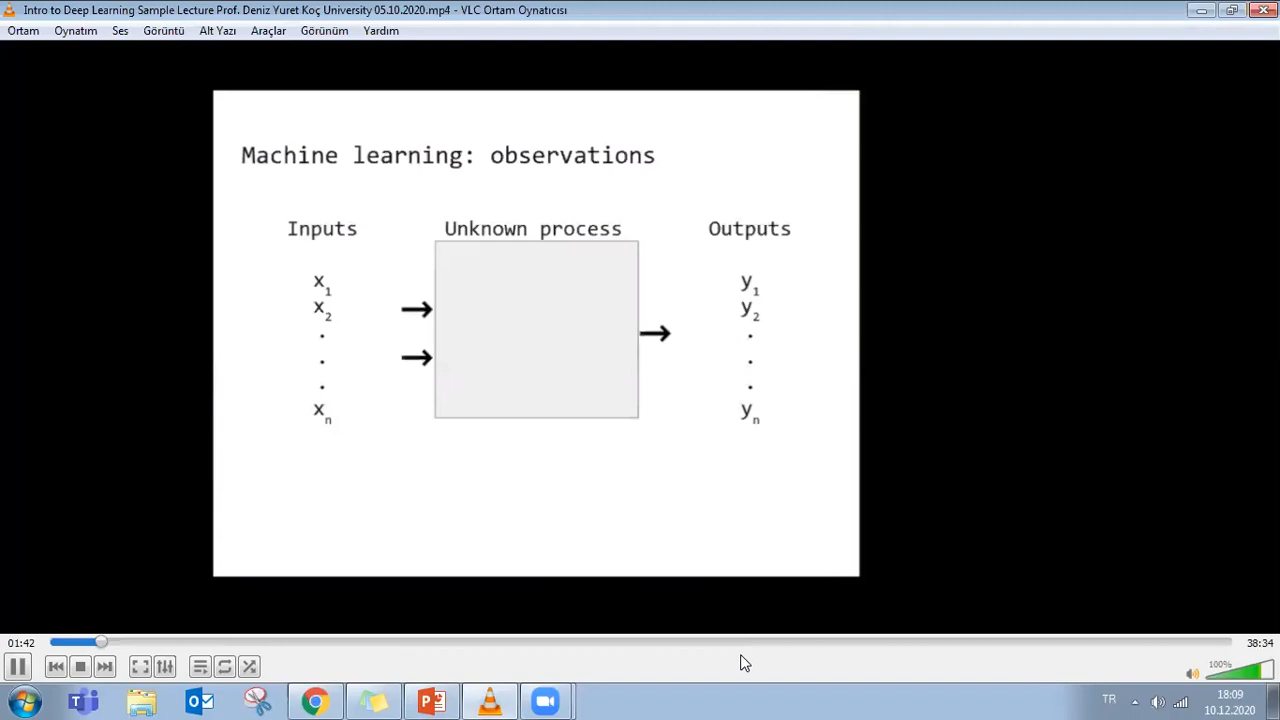 Intro to Deep Learning Sample Lecture Prof. Deniz Yuret Koç University 05.10.2020.mp4 - VLC Ortam Oynatıcısı
Ortam Oynatım Ses Görüntü Alt Yazı Araçlar Görünüm Yardım
Machine learning: observations
Inputs Unknown process Outputs
x1 y1
x2 y2
. .
. .
. .
xn yn
01:42 38:34
100%
TR 18:09
10.12.2020